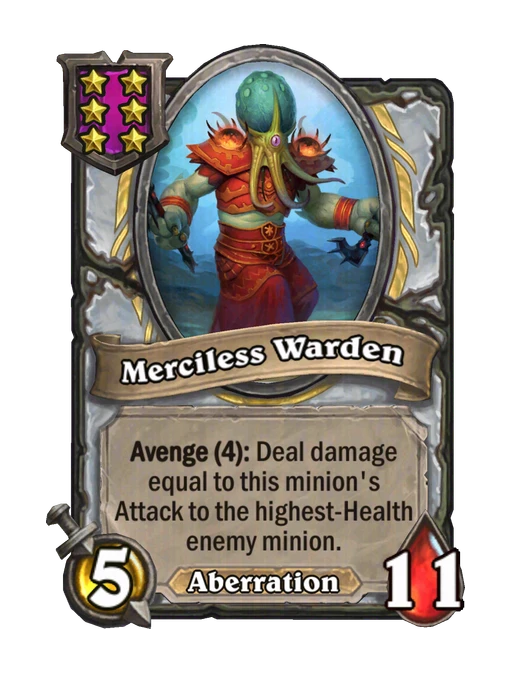 Merciless Warden
Avenge (4): Deal damage
equal to this minion's
Attack to the highest-Health
enemy minion.
5
Aberration
11